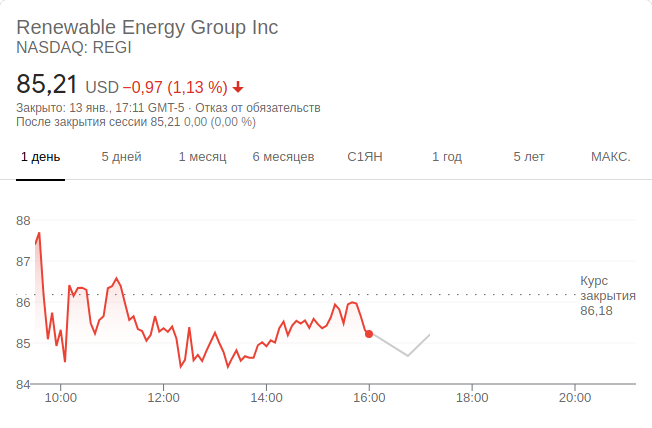 Renewable Energy Group Inc
NASDAQ: REGI
85,21 USD −0,97 (1,13 %)
Закрыто: 13 янв., 17:11 GMT-5 · Отказ от обязательств
После закрытия сессии 85,21 0,00 (0,00 %)
1 день 5 дней 1 месяц 6 месяцев С1ЯН 1 год 5 лет МАКС.
88
87
86
85
84
Курс
закрытия
86,18
10:00 12:00 14:00 16:00 18:00 20:00